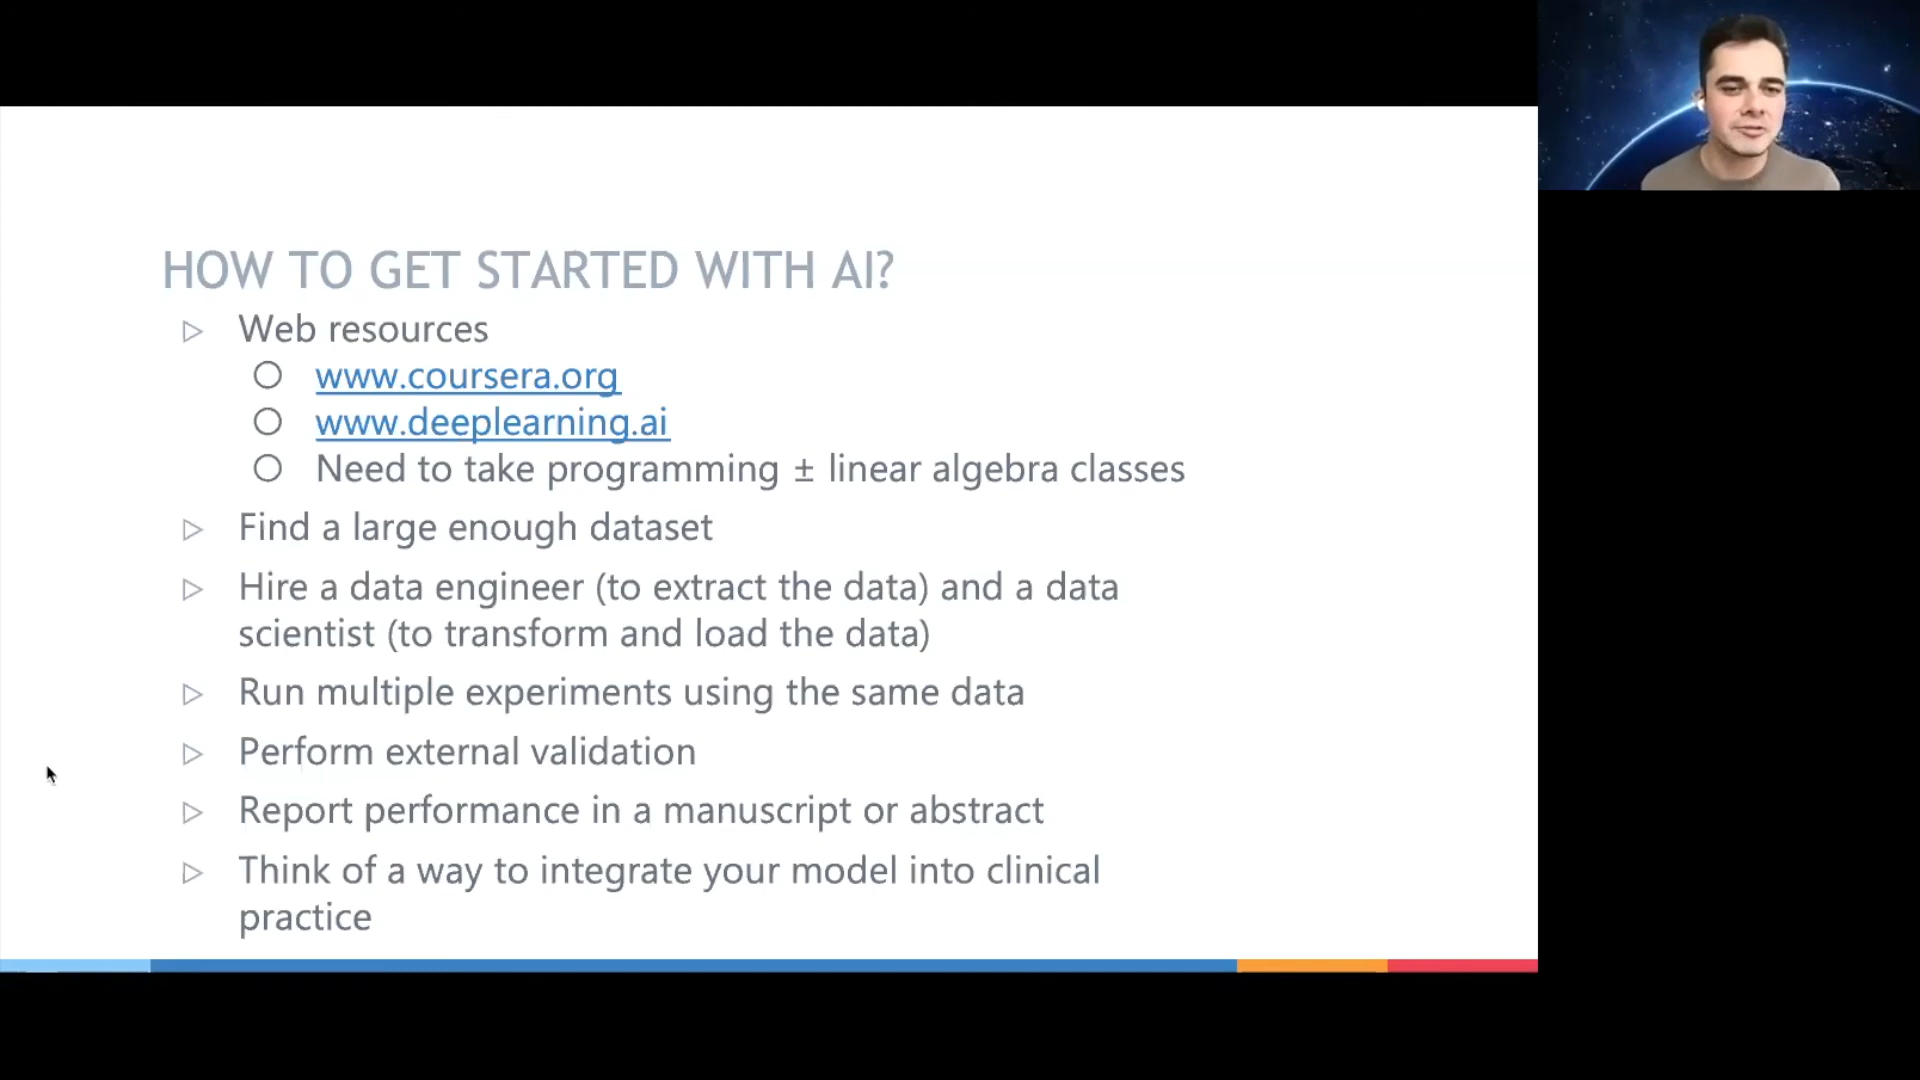 HOW TO GET STARTED WITH AI?
▷ Web resources
○ www.coursera.org
○ www.deeplearning.ai
○ Need to take programming ± linear algebra classes
▷ Find a large enough dataset
▷ Hire a data engineer (to extract the data) and a data
scientist (to transform and load the data)
▷ Run multiple experiments using the same data
▷ Perform external validation
▷ Report performance in a manuscript or abstract
▷ Think of a way to integrate your model into clinical
practice